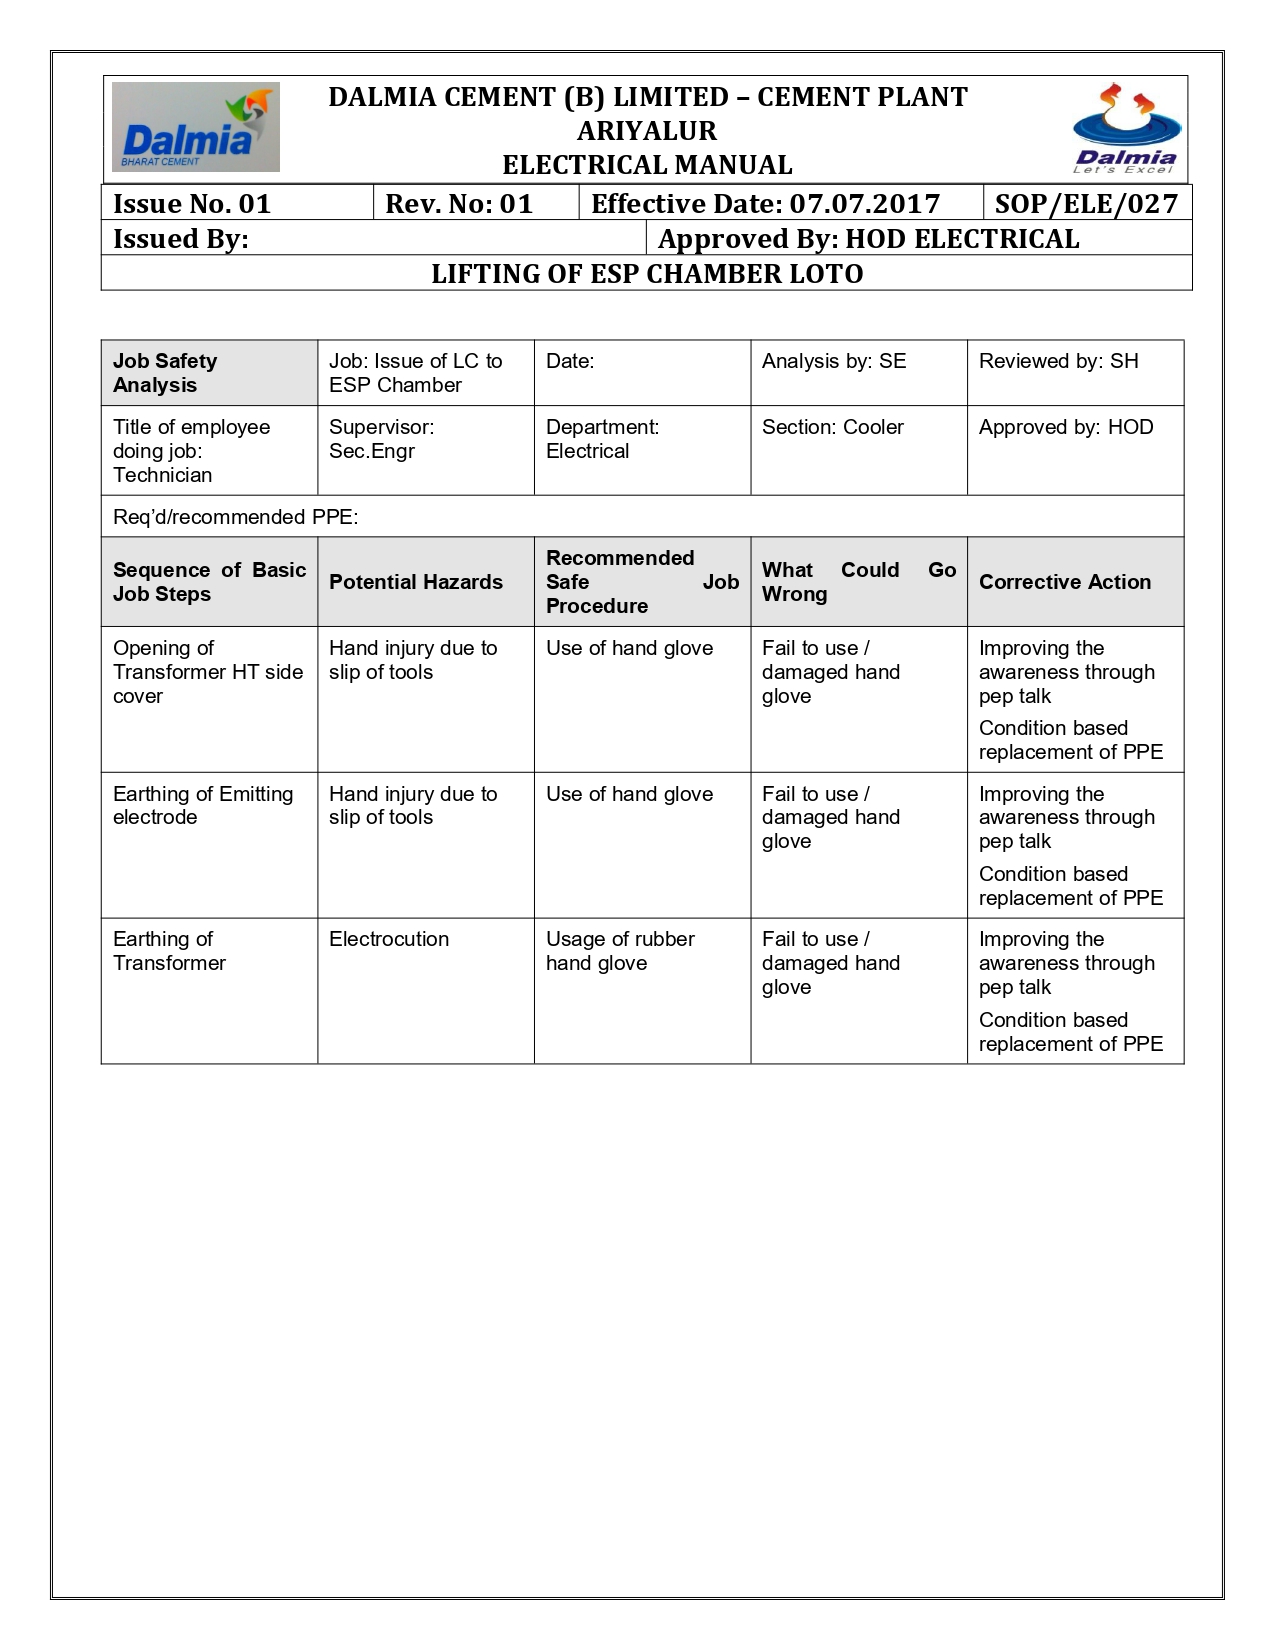 Dalmia
BHARAT CEMENT
DALMIA CEMENT (B) LIMITED – CEMENT PLANT
ARIYALUR
ELECTRICAL MANUAL
Dalmia
Let's Excel
Issue No. 01 Rev. No: 01 Effective Date: 07.07.2017 SOP/ELE/027
Issued By: Approved By: HOD ELECTRICAL
LIFTING OF ESP CHAMBER LOTO
Job Safety
Analysis
Job: Issue of LC to
ESP Chamber
Date:
Analysis by: SE
Reviewed by: SH
Title of employee
doing job:
Technician
Supervisor:
Sec.Engr
Department:
Electrical
Section: Cooler
Approved by: HOD
Req’d/recommended PPE:
Sequence of Basic
Job Steps
Potential Hazards
Recommended
Safe Job
Procedure
What Could Go
Wrong
Corrective Action
Opening of
Transformer HT side
cover
Hand injury due to
slip of tools
Use of hand glove
Fail to use /
damaged hand
glove
Improving the
awareness through
pep talk
Condition based
replacement of PPE
Earthing of Emitting
electrode
Hand injury due to
slip of tools
Use of hand glove
Fail to use /
damaged hand
glove
Improving the
awareness through
pep talk
Condition based
replacement of PPE
Earthing of
Transformer
Electrocution
Usage of rubber
hand glove
Fail to use /
damaged hand
glove
Improving the
awareness through
pep talk
Condition based
replacement of PPE